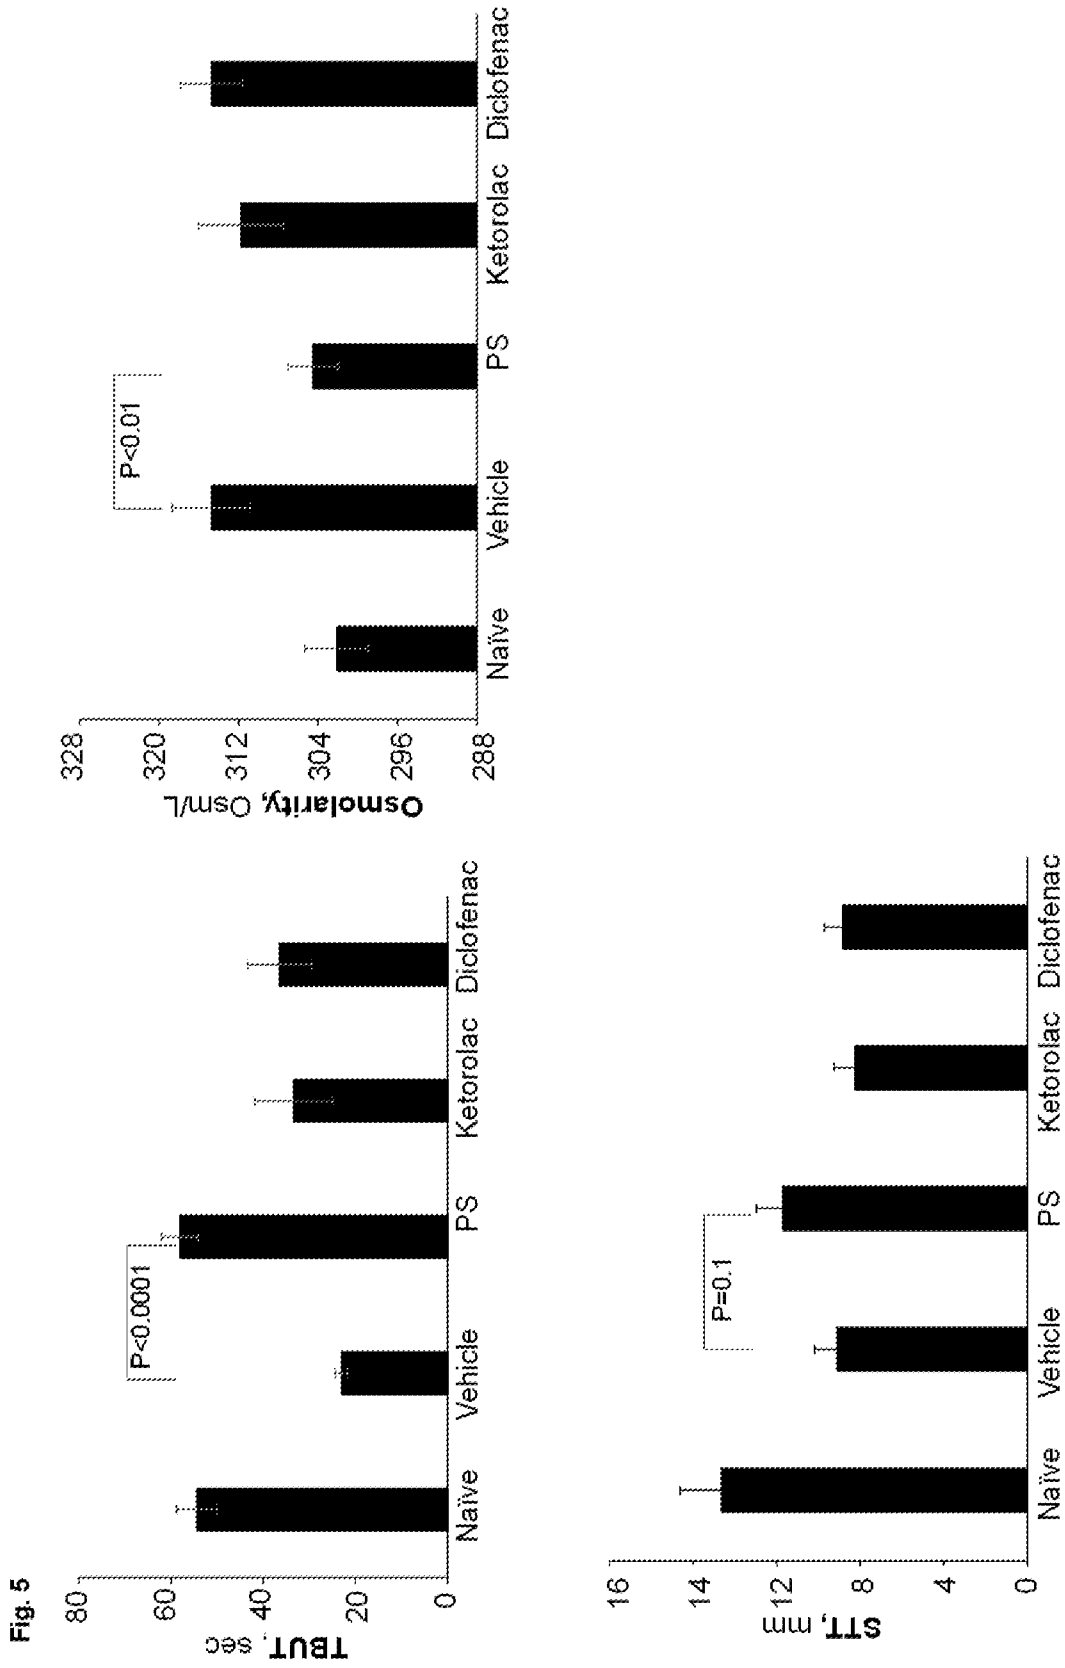 Fig. 5
TBUT, sec
80
60
40
20
0
P<0.0001
Naïve
Vehicle
PS
Ketorolac
Diclofenac
Osmolarity, Osm/L
328
320
312
304
296
288
P<0.01
Naïve
Vehicle
PS
Ketorolac
Diclofenac
STT, mm
16
12
8
4
0
P=0.1
Naïve
Vehicle
PS
Ketorolac
Diclofenac